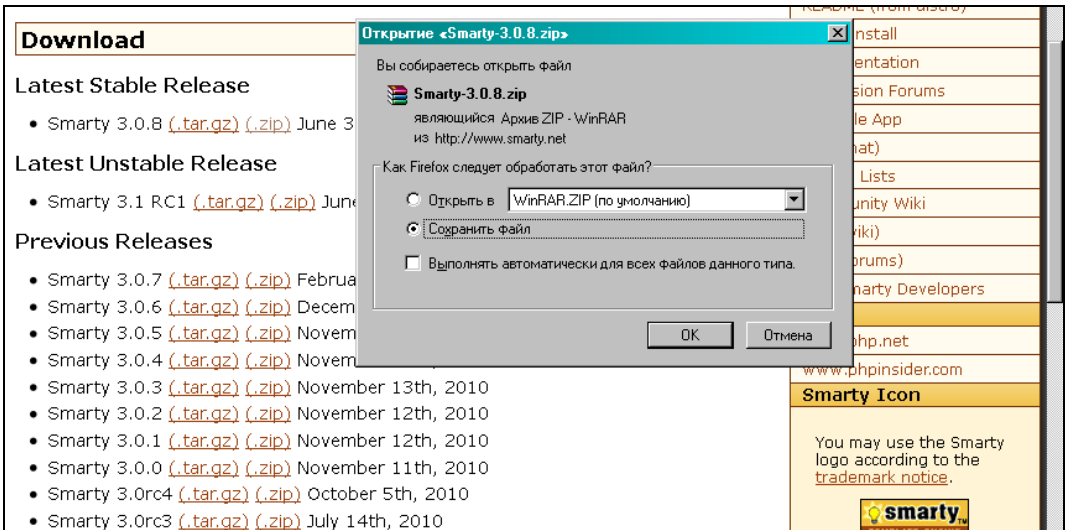 Download
Latest Stable Release
• Smarty 3.0.8 (.tar.gz) (.zip) June 3
Latest Unstable Release
• Smarty 3.1 RC1 (.tar.gz) (.zip) June
Previous Releases
• Smarty 3.0.7 (.tar.gz) (.zip) Februa
• Smarty 3.0.6 (.tar.gz) (.zip) Decem
• Smarty 3.0.5 (.tar.gz) (.zip) Novem
• Smarty 3.0.4 (.tar.gz) (.zip) Novem
• Smarty 3.0.3 (.tar.gz) (.zip) November 13th, 2010
• Smarty 3.0.2 (.tar.gz) (.zip) November 12th, 2010
• Smarty 3.0.1 (.tar.gz) (.zip) November 12th, 2010
• Smarty 3.0.0 (.tar.gz) (.zip) November 11th, 2010
• Smarty 3.0rc4 (.tar.gz) (.zip) October 5th, 2010
• Smarty 3.0rc3 (.tar.gz) (.zip) July 14th, 2010
Открытие «Smarty-3.0.8.zip»
Вы собираетесь открыть файл
Smarty-3.0.8.zip
являющийся Архив ZIP - WinRAR
из http://www.smarty.net
Как Firefox следует обработать этот файл?
Открыть в WinRAR.ZIP (по умолчанию)
Сохранить файл
Выполнять автоматически для всех файлов данного типа.
OK Отмена
README (from distro)
nstall
entation
sion Forums
le App
hat)
Lists
unity Wiki
viki)
orums)
marty Developers
php.net
www.phpinsider.com
Smarty Icon
You may use the Smarty
logo according to the
trademark notice.
smarty